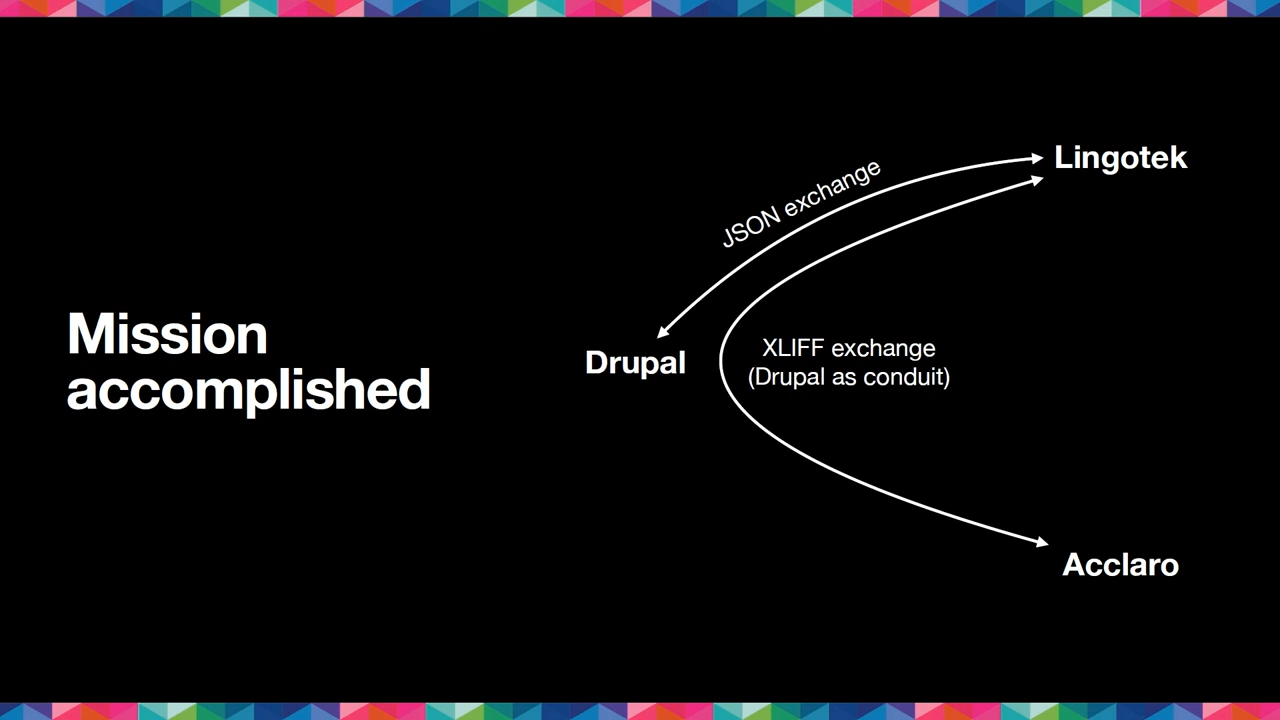 Mission
accomplished
Lingotek
JSON exchange
Drupal
XLIFF exchange
(Drupal as conduit)
Acclaro